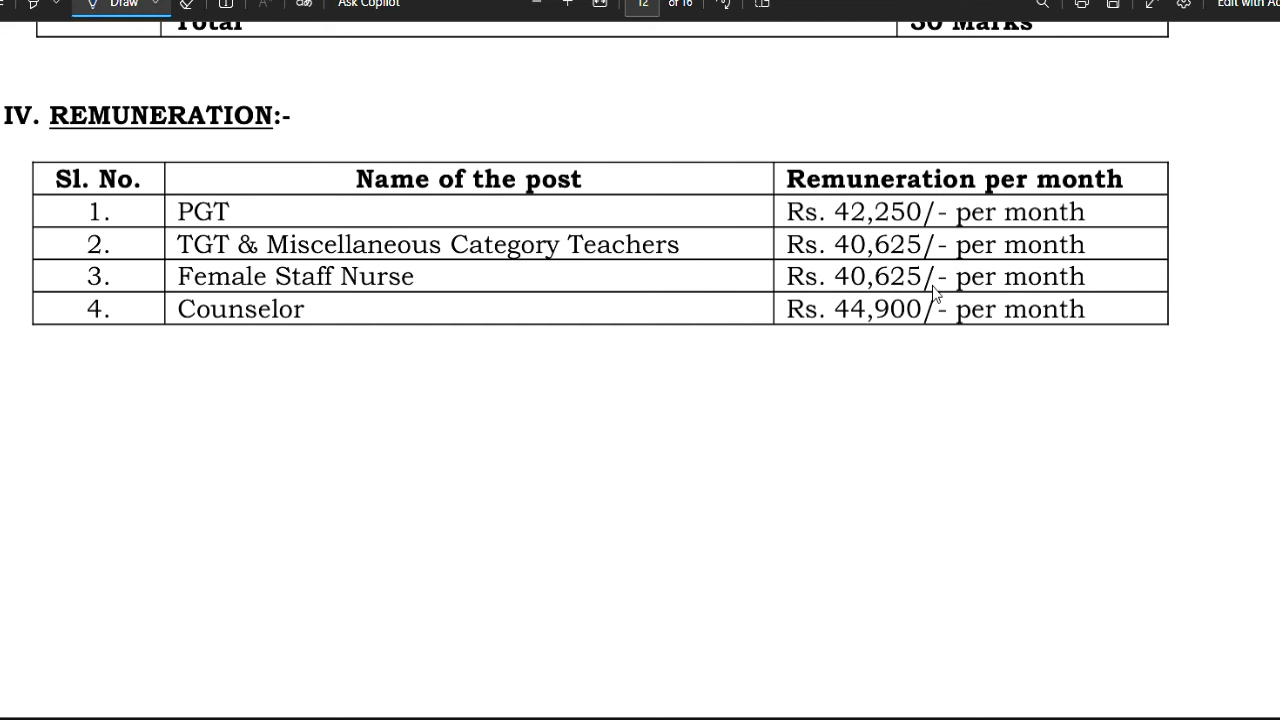 Draw Ask Copilot 12 of 16 Edit with
Total 30 Marks
IV. REMUNERATION:-
Sl. No. Name of the post Remuneration per month
1. PGT Rs. 42,250/- per month
2. TGT & Miscellaneous Category Teachers Rs. 40,625/- per month
3. Female Staff Nurse Rs. 40,625/- per month
4. Counselor Rs. 44,900/- per month